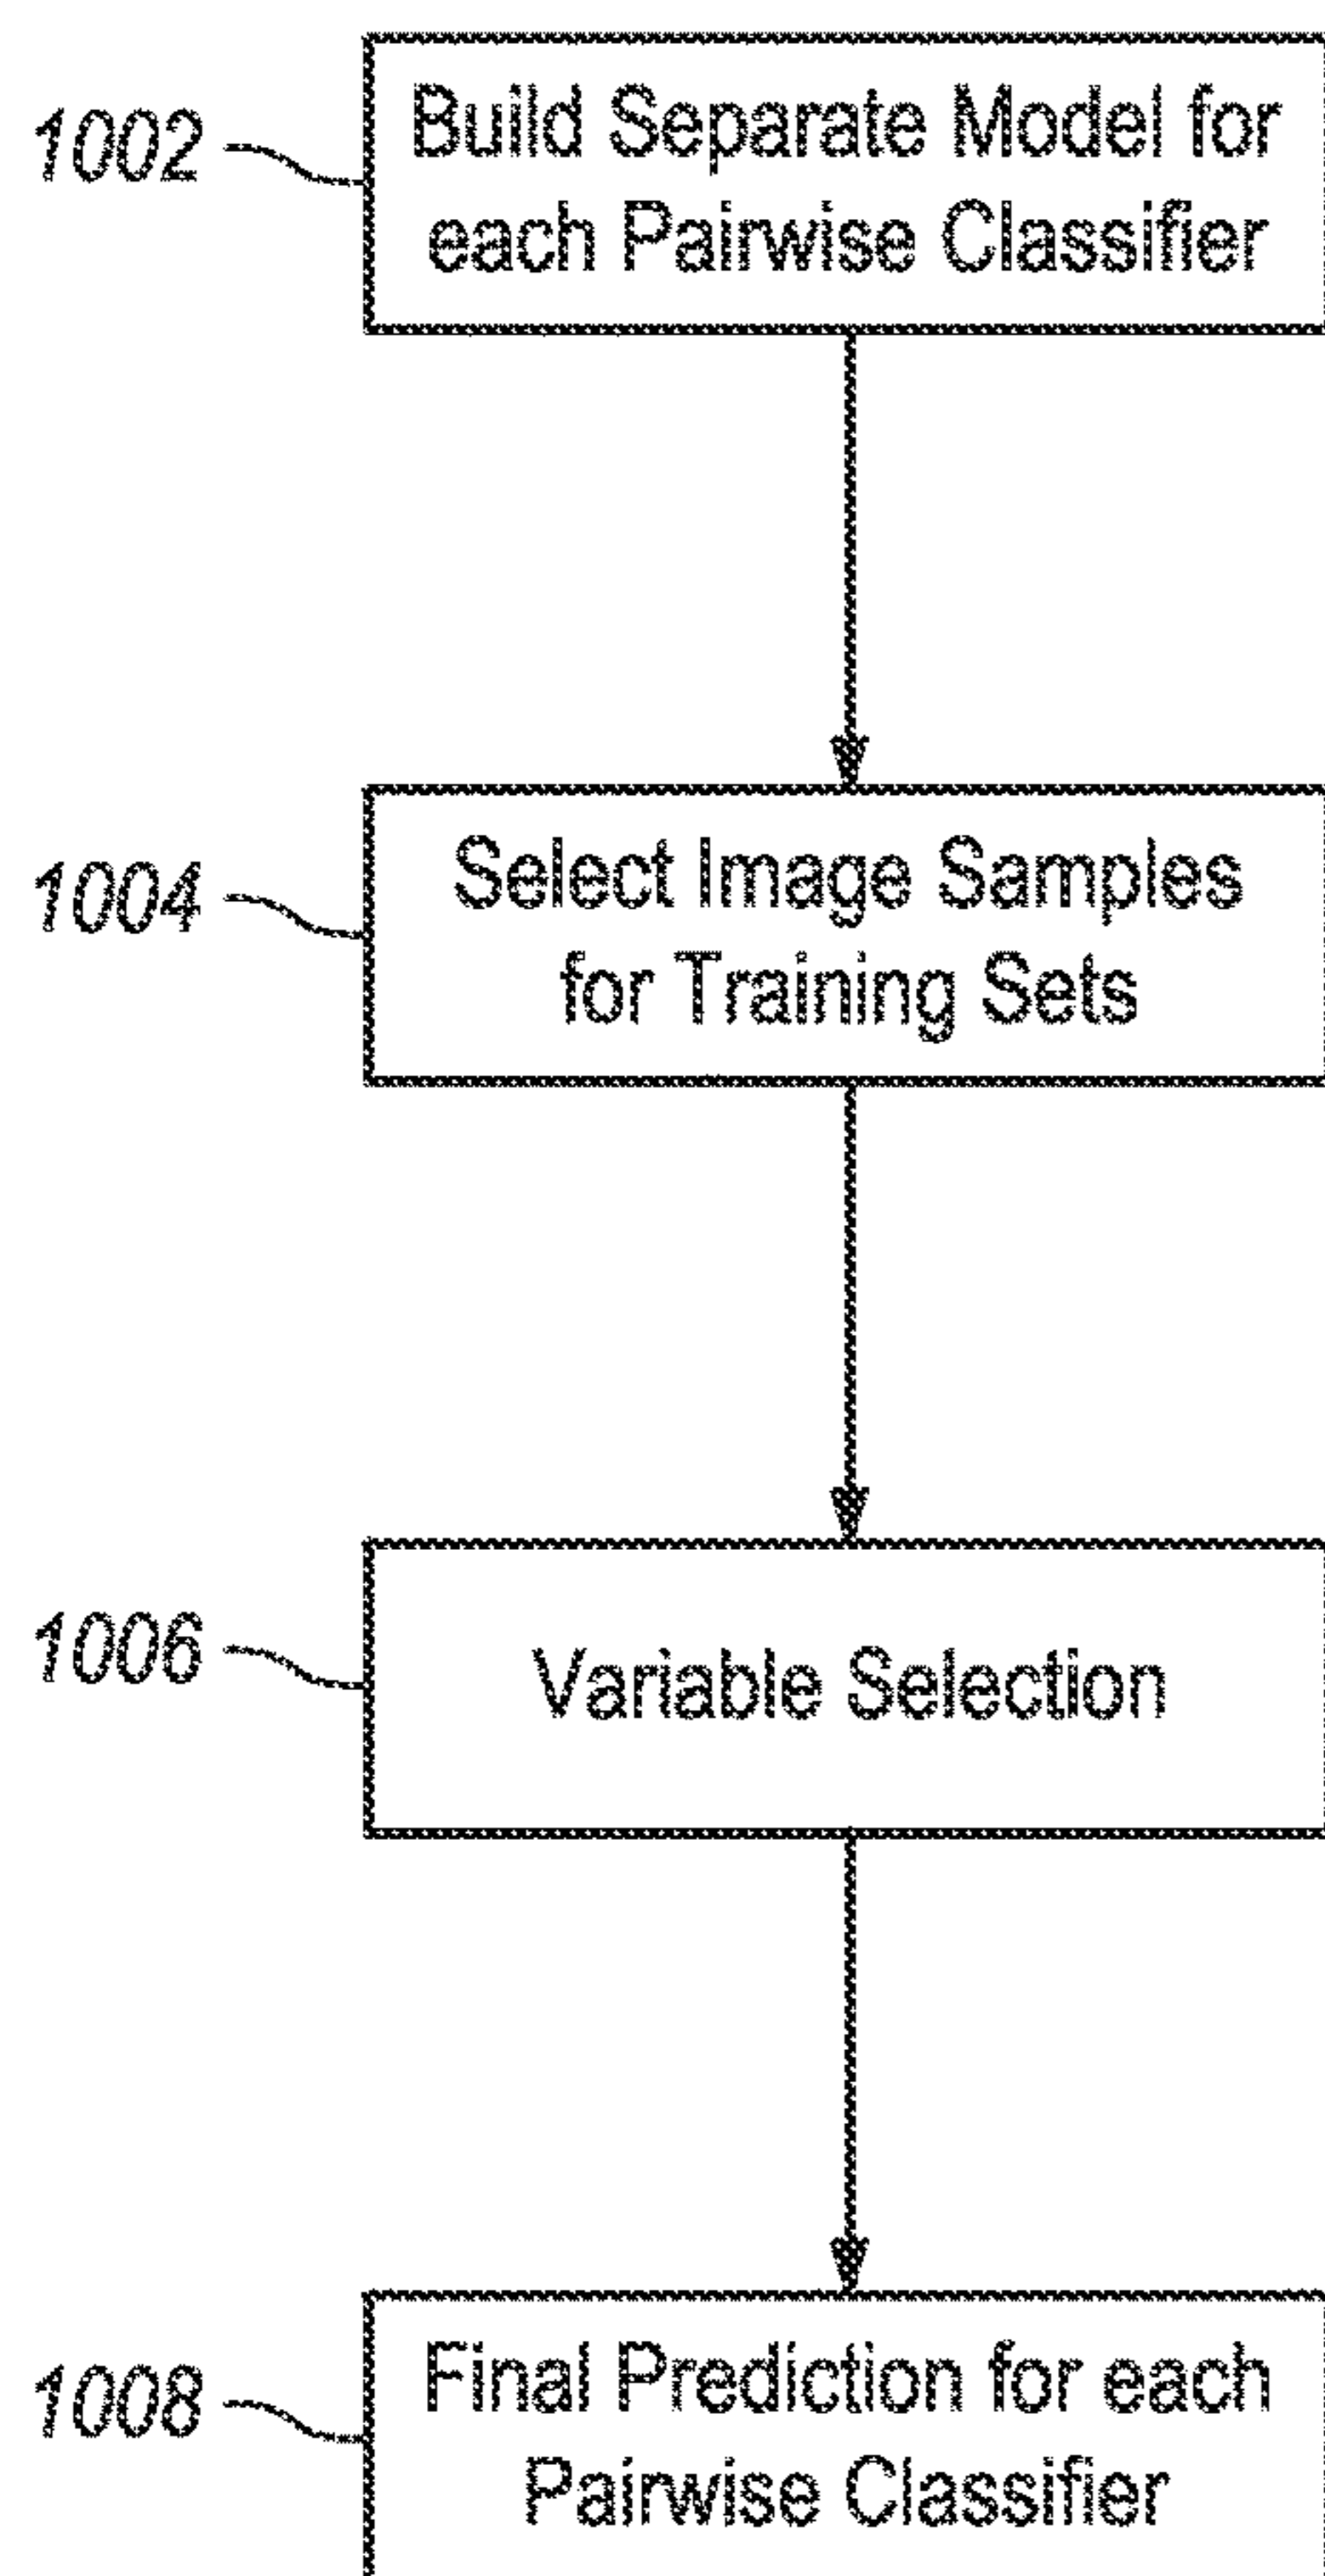 1002
Build Separate Model for
each Pairwise Classifier
1004
Select Image Samples
for Training Sets
1006
Variable Selection
1008
Final Prediction for each
Pairwise Classifier